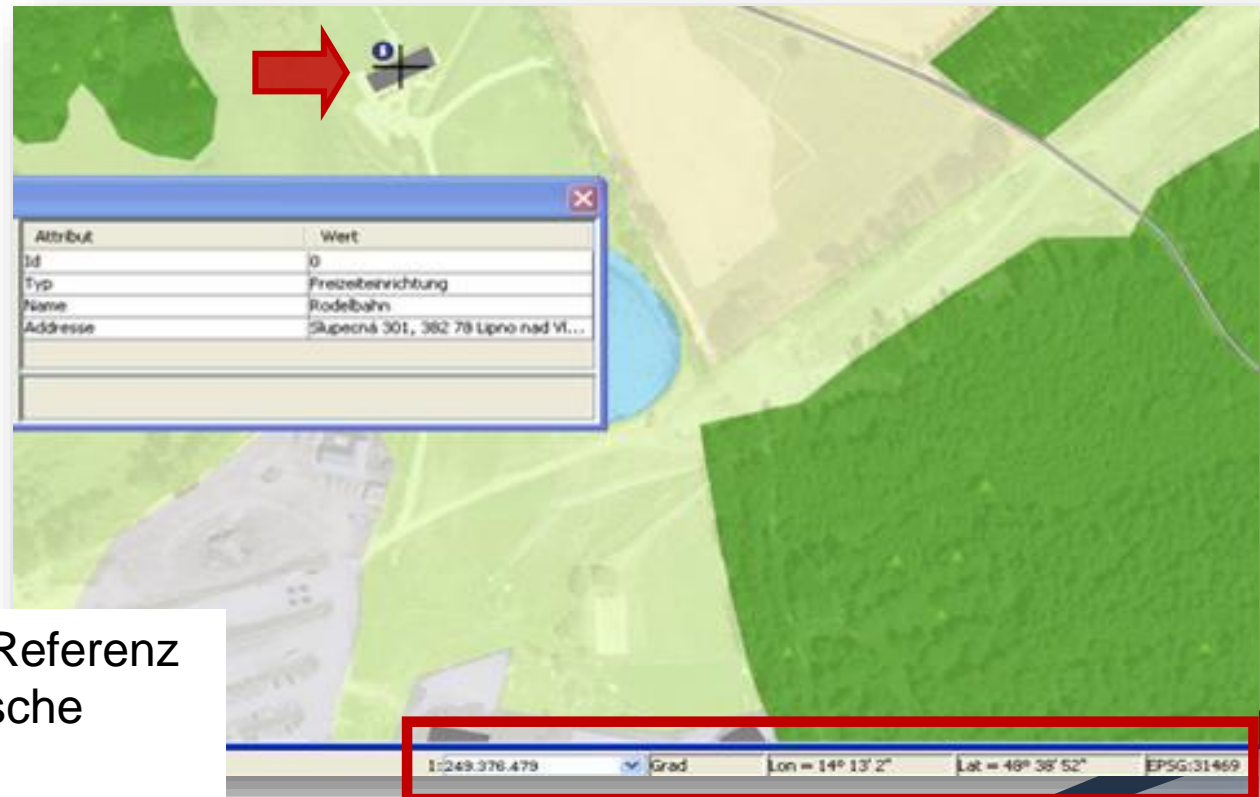 Attribut Wert
Id 0
Typ Freizeiteinrichtung
Name Rodelbahn
Addresse Slupecná 301, 382 78 Lipno nad Vl...
Referenz
sche
1:249.376.479 Grad Lon = 14° 13' 2" Lat = 48° 38' 52" EPSG:31469